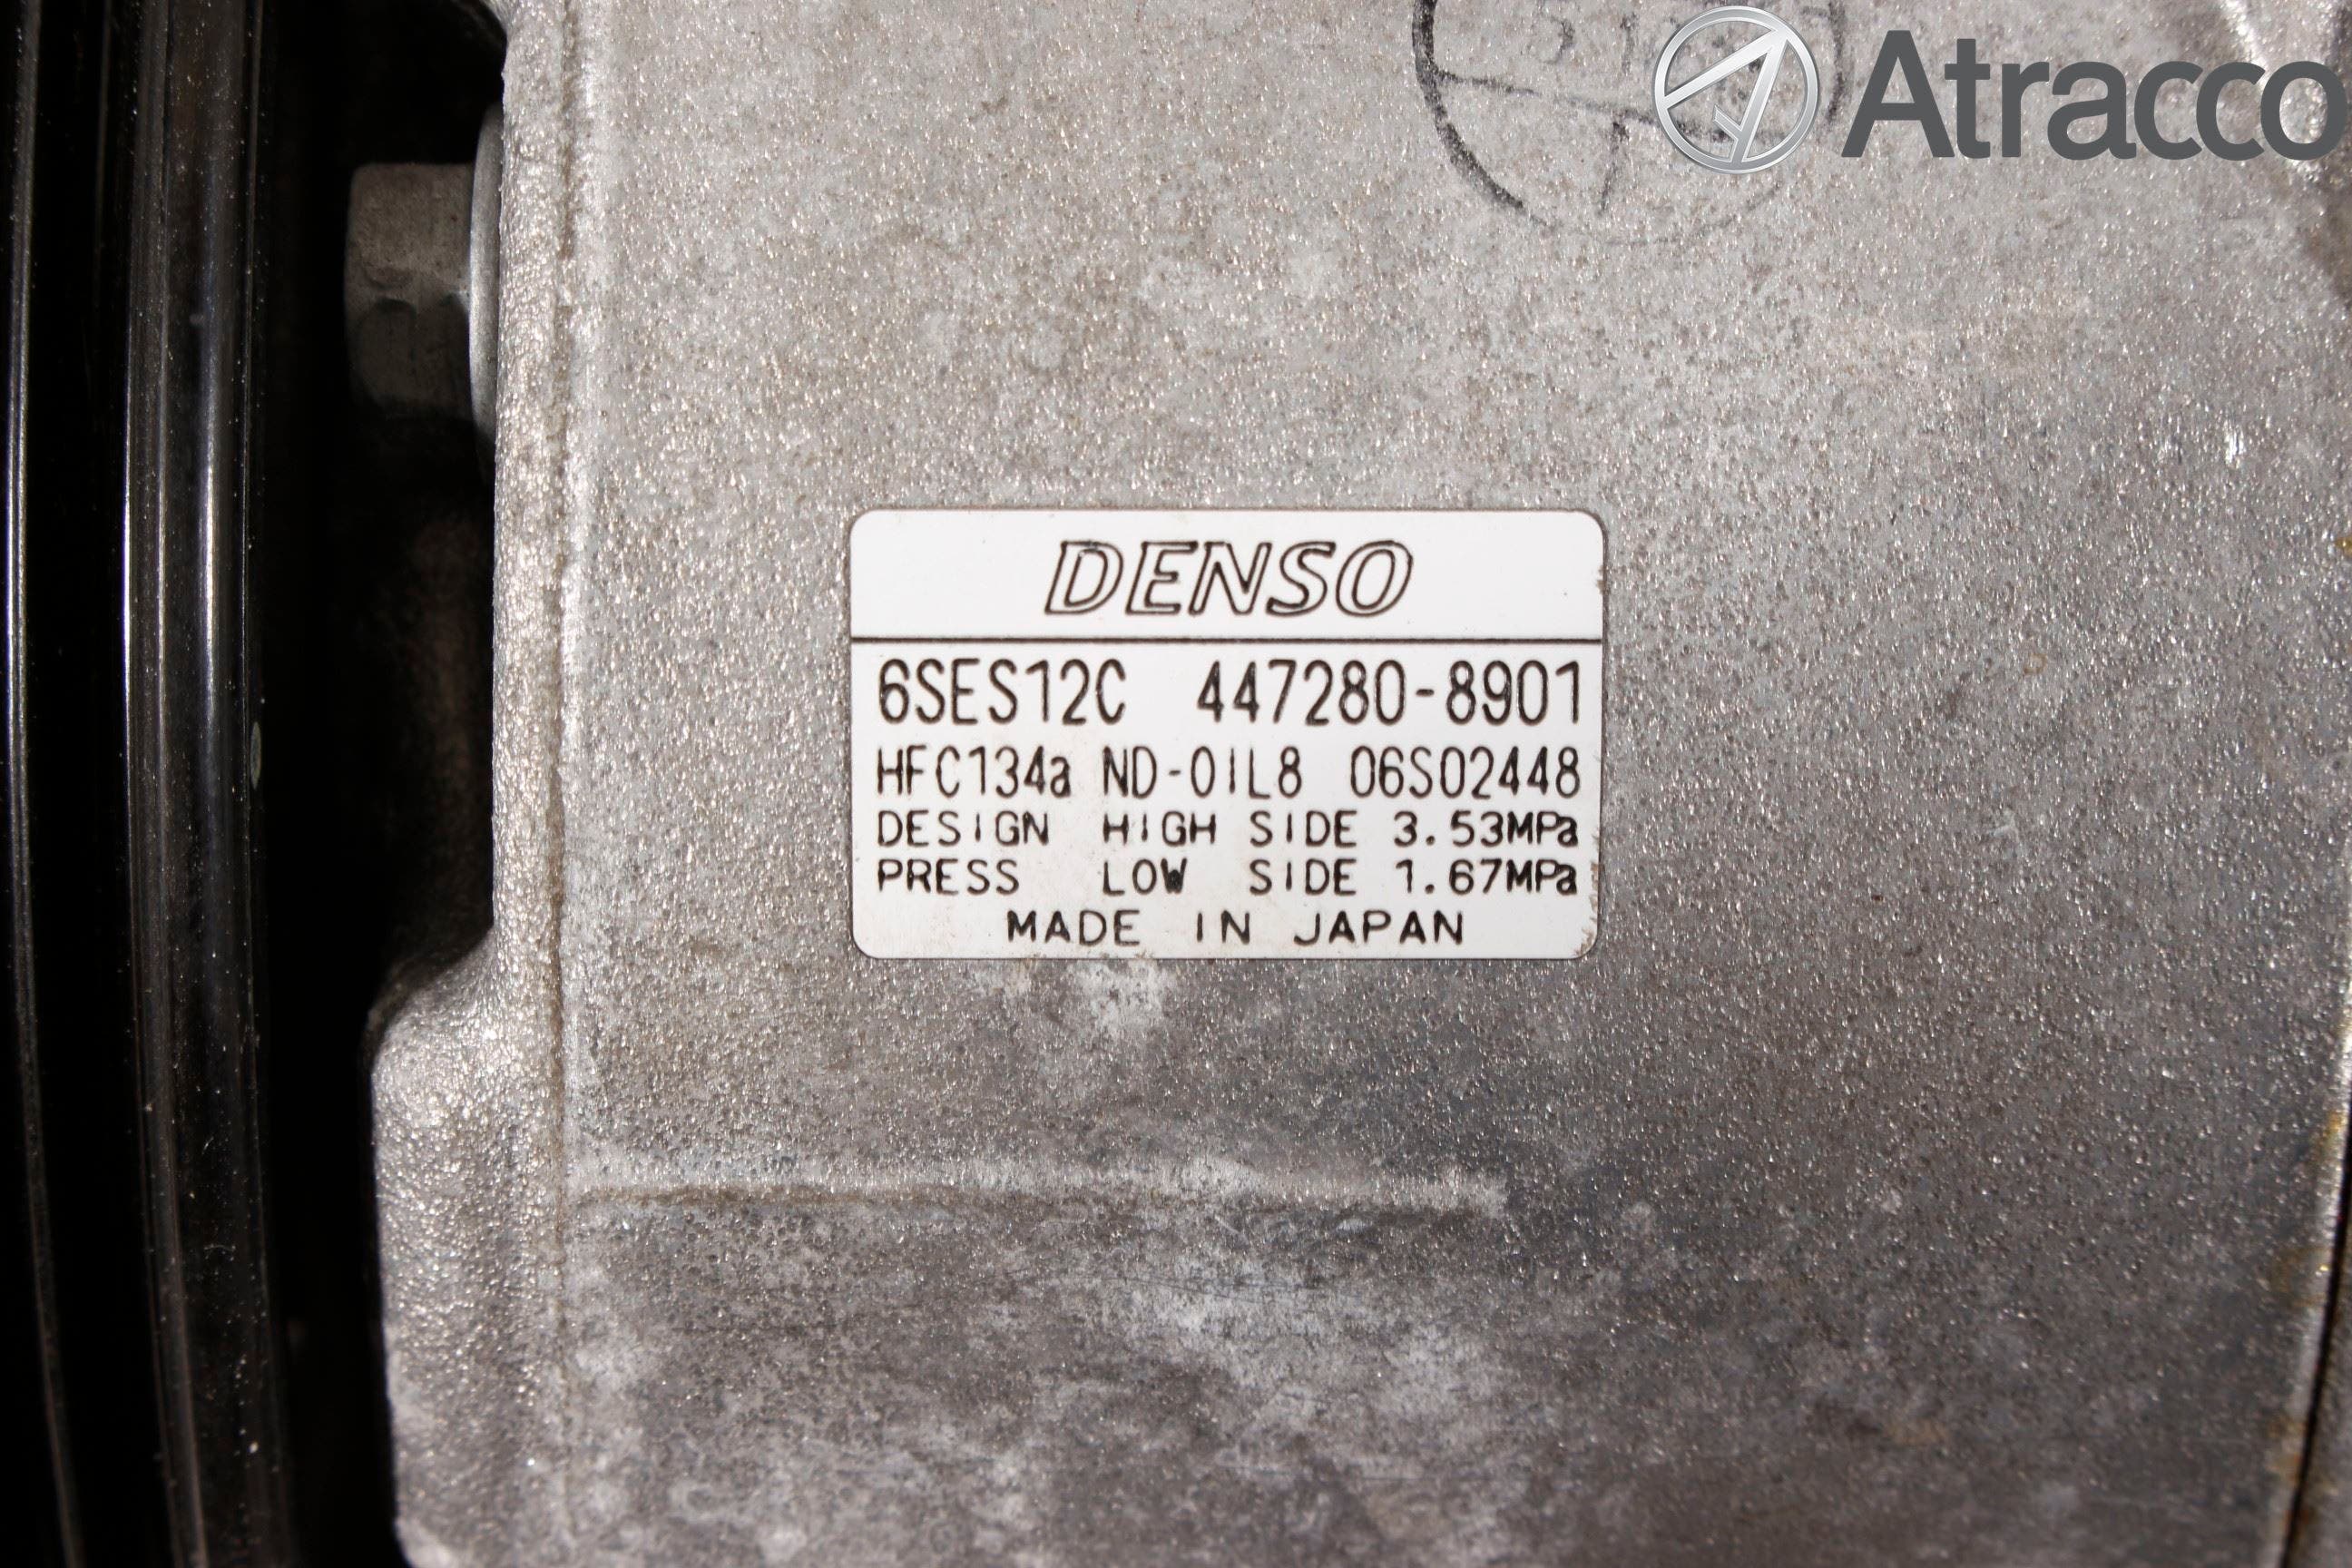 Atracco
DENSO
6SES12C 447280-8901
HFC134a ND-OIL8 06S02448
DESIGN HIGH SIDE 3.53MPa
PRESS LOW SIDE 1.67MPa
MADE IN JAPAN